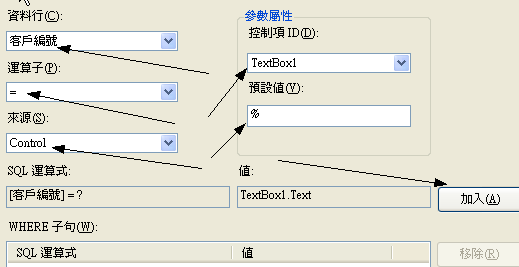 資料行(C):
客戶編號
運算子(P):
=
來源(S):
Control
參數屬性
控制項 ID(D):
TextBox1
預設值(V):
%
SQL 運算式:
[客戶編號] = ?
值:
TextBox1.Text
加入(A)
WHERE 子句(W):
SQL 運算式
值
移除(R)